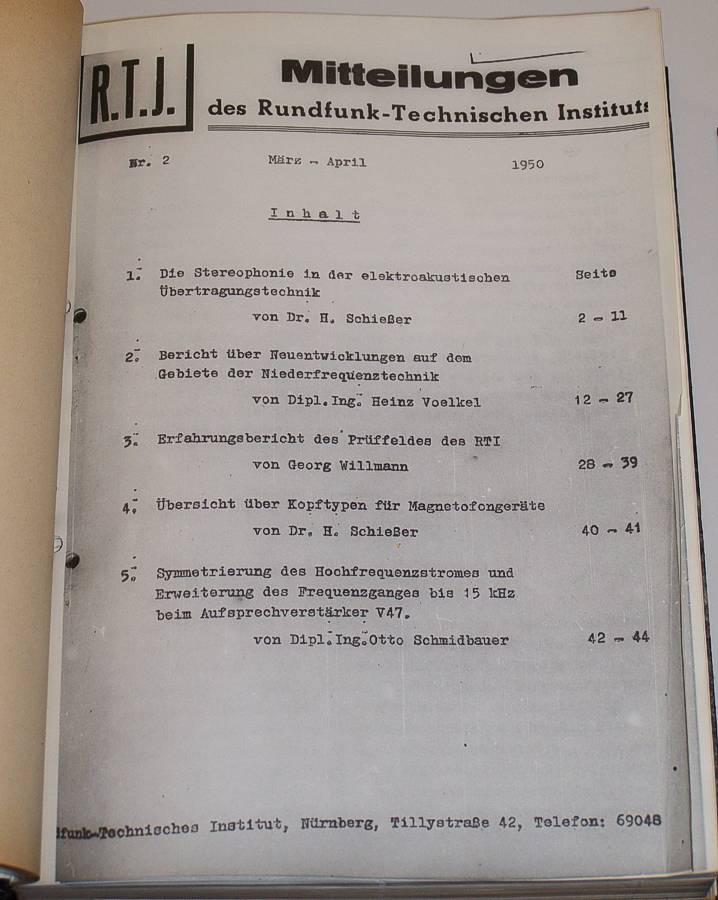 R.T.J.
Mitteilungen
des Rundfunk-Technischen Instituts
Nr. 2 März - April 1950
Inhalt
1. Die Stereophonie in der elektroakustischen Seite
Übertragungstechnik
von Dr. H. Schießer 2 - 11
2. Bericht über Neuentwicklungen auf dem
Gebiete der Niederfrequenztechnik
von Dipl.Ing. Heinz Voelkel 12 - 27
3. Erfahrungsbericht des Prüffeldes des RTI
von Georg Willmann 28 - 39
4. Übersicht über Kopftypen für Magnetofongeräte
von Dr. H. Schießer 40 - 41
5. Symmetrierung des Hochfrequenzstromes und
Erweiterung des Frequenzganges bis 15 kHz
beim Aufsprechverstärker V47.
von Dipl.Ing.Otto Schmidbauer 42 - 44
dfunk-Technisches Institut, Nürnberg, Tillystraße 42, Telefon: 69048